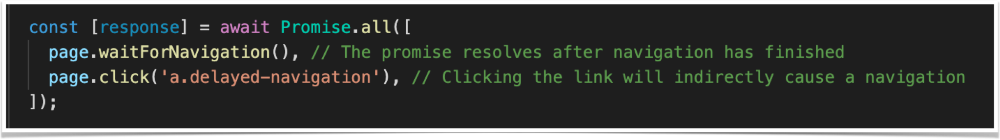 const [response] = await Promise.all([
  page.waitForNavigation(), // The promise resolves after navigation has finished
  page.click('a.delayed-navigation'), // Clicking the link will indirectly cause a navigation
]);